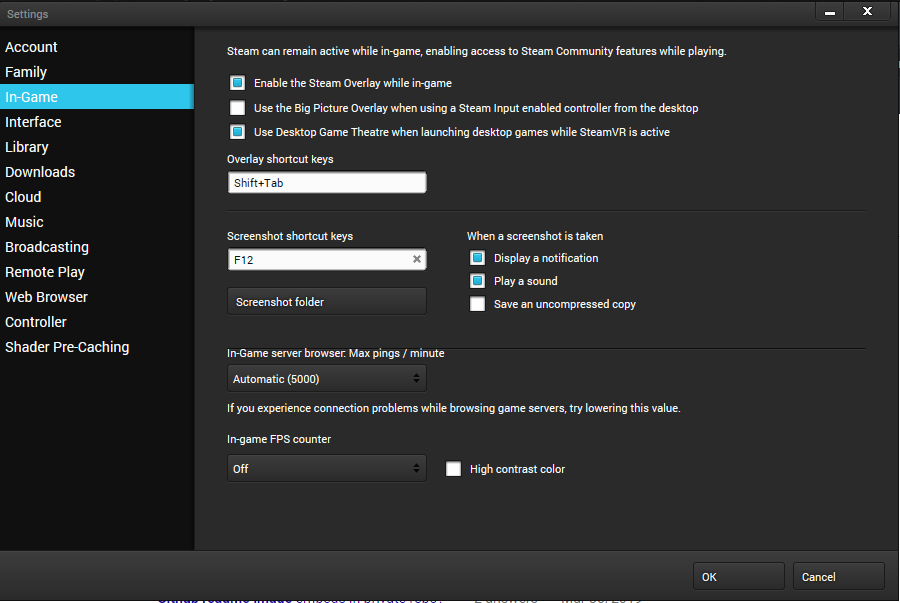 Settings
Account
Family
In-Game
Interface
Library
Downloads
Cloud
Music
Broadcasting
Remote Play
Web Browser
Controller
Shader Pre-Caching
Steam can remain active while in-game, enabling access to Steam Community features while playing.
Enable the Steam Overlay while in-game
Use the Big Picture Overlay when using a Steam Input enabled controller from the desktop
Use Desktop Game Theatre when launching desktop games while SteamVR is active
Overlay shortcut keys
Shift+Tab
Screenshot shortcut keys
F12
Screenshot folder
When a screenshot is taken
Display a notification
Play a sound
Save an uncompressed copy
In-Game server browser: Max pings / minute
Automatic (5000)
If you experience connection problems while browsing game servers, try lowering this value.
In-game FPS counter
Off
High contrast color
OK
Cancel